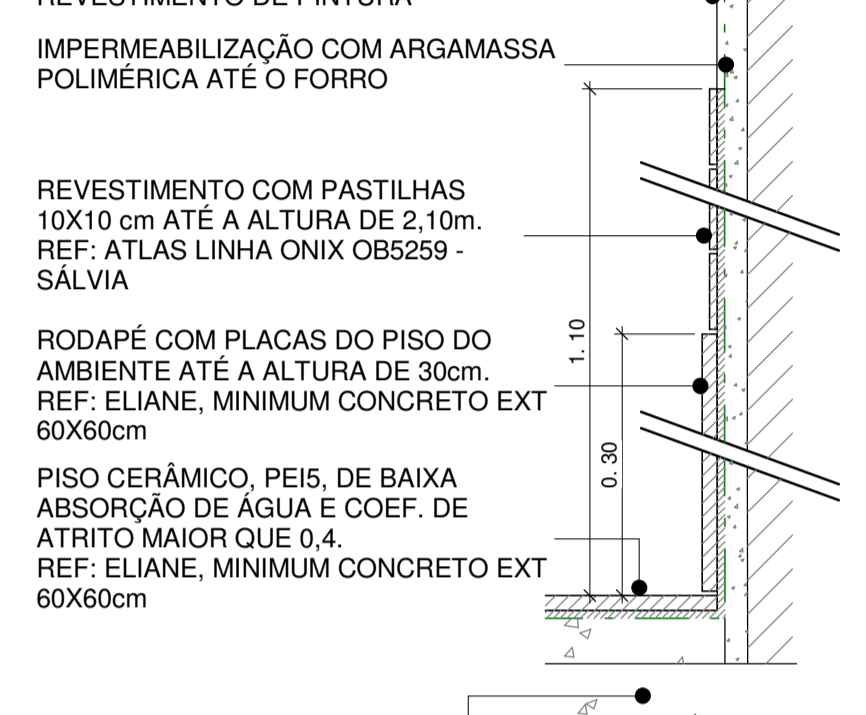 REVESTIMENTO DE PINTURA
IMPERMEABILIZAÇÃO COM ARGAMASSA
POLIMÉRICA ATÉ O FORRO
REVESTIMENTO COM PASTILHAS
10X10 cm ATÉ A ALTURA DE 2,10m.
REF: ATLAS LINHA ONIX OB5259 -
SÁLVIA
RODAPÉ COM PLACAS DO PISO DO
AMBIENTE ATÉ A ALTURA DE 30cm.
REF: ELIANE, MINIMUM CONCRETO EXT
60X60cm
PISO CERÂMICO, PEI5, DE BAIXA
ABSORÇÃO DE ÁGUA E COEF. DE
ATRITO MAIOR QUE 0,4.
REF: ELIANE, MINIMUM CONCRETO EXT
60X60cm
1.10
0.30